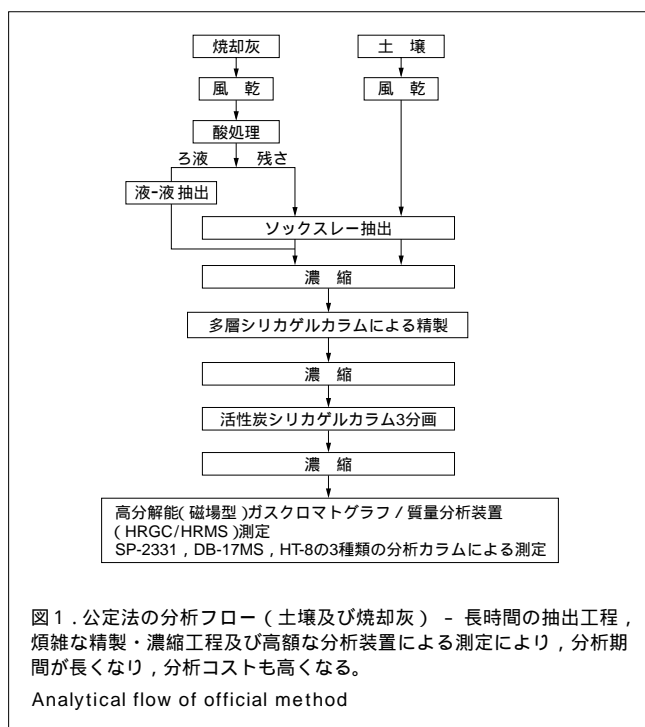 焼却灰
土　壌
風　乾
風　乾
酸処理
ろ液
残さ
液-液 抽出
ソックスレー抽出
濃　縮
多層シリカゲルカラムによる精製
濃　縮
活性炭シリカゲルカラム3分画
濃　縮
高分解能(磁場型)ガスクロマトグラフ / 質量分析装置
(HRGC/HRMS)測定
SP-2331，DB-17MS，HT-8の3種類の分析カラムによる測定
図1．公定法の分析フロー（土壌及び焼却灰） － 長時間の抽出工程，
煩雑な精製・濃縮工程及び高額な分析装置による測定により，分析期
間が長くなり，分析コストも高くなる。
Analytical flow of official method